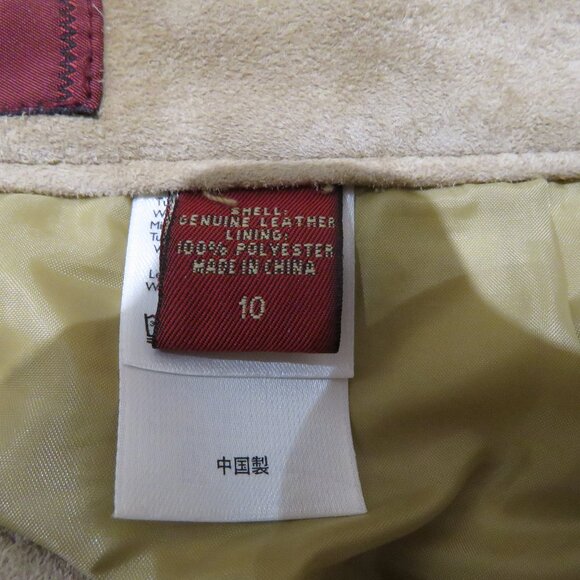 SHELL:
GENUINE LEATHER
LINING:
100% POLYESTER
MADE IN CHINA
10
中国製